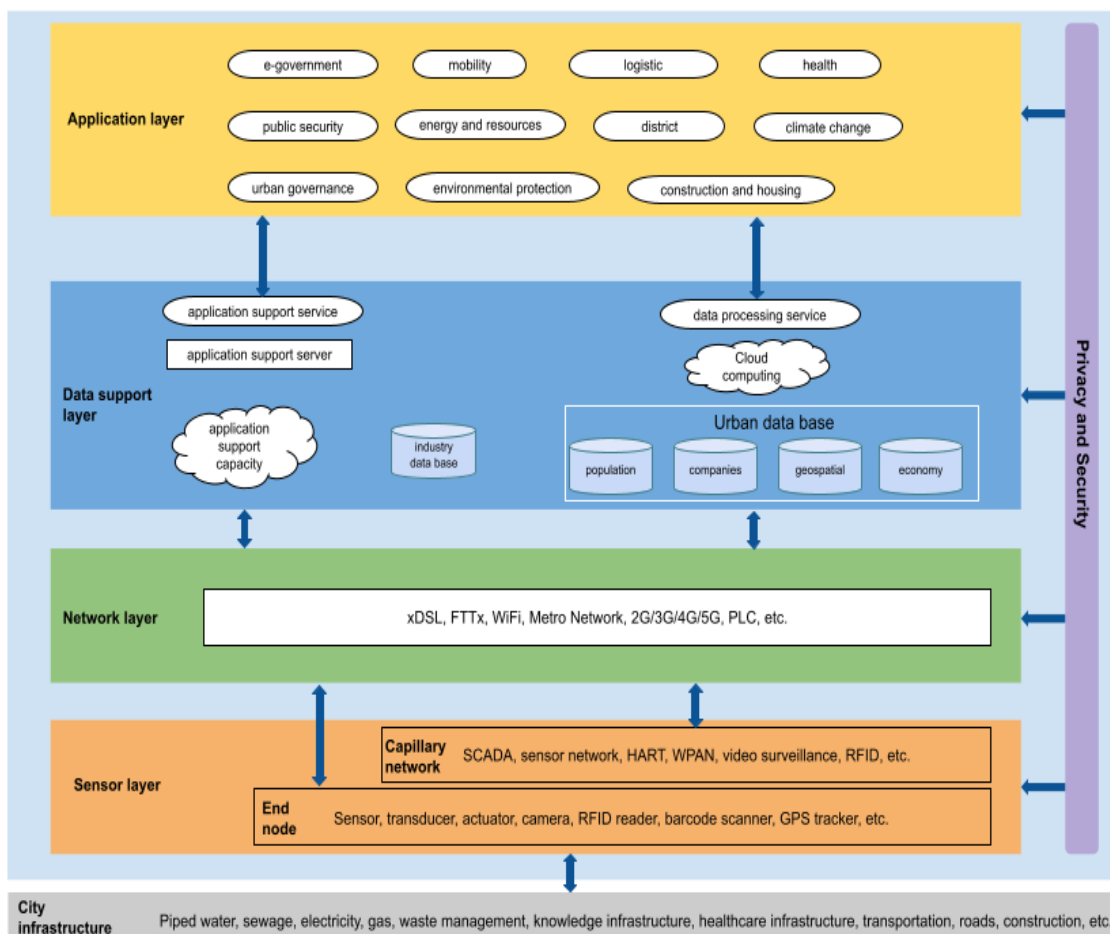 e-government
mobility
logistic
health
Application layer
public security
energy and resources
district
climate change
urban governance
environmental protection
construction and housing
application support service
data processing service
application support server
Cloud
computing
Data support
layer
application
support
capacity
industry
data base
Urban data base
population
companies
geospatial
economy
Privacy and Security
Network layer
xDSL, FTTx, WiFi, Metro Network, 2G/3G/4G/5G, PLC, etc.
Sensor layer
Capillary
network
SCADA, sensor network, HART, WPAN, video surveillance, RFID, etc.
End
node
Sensor, transducer, actuator, camera, RFID reader, barcode scanner, GPS tracker, etc.
City
infrastructure
Piped water, sewage, electricity, gas, waste management, knowledge infrastructure, healthcare infrastructure, transportation, roads, construction, etc.